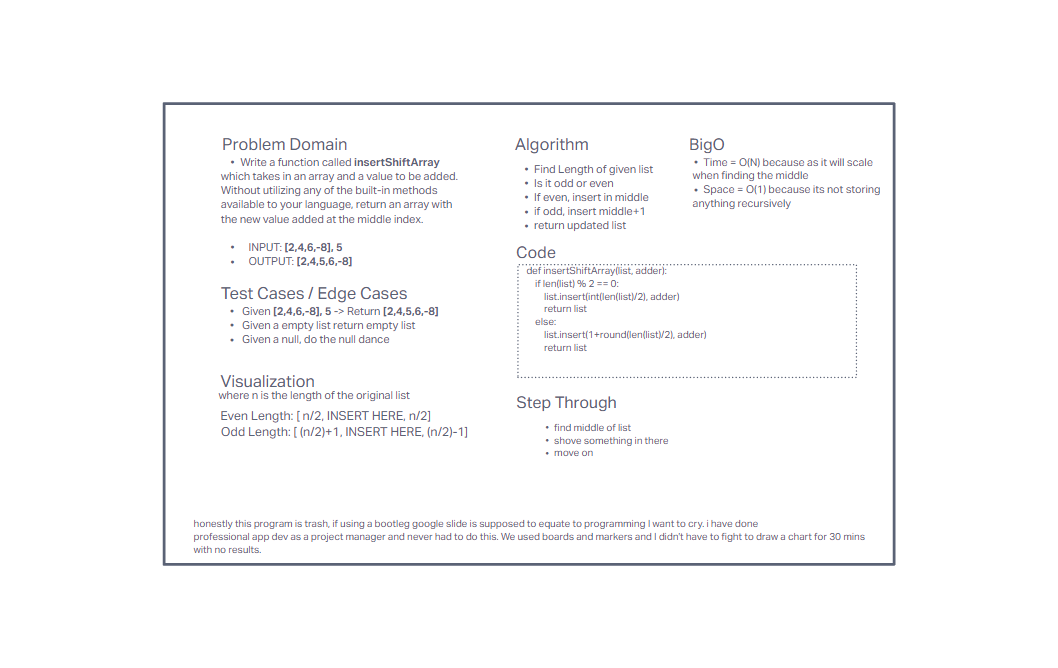 Problem Domain
• Write a function called insertShiftArray
which takes in an array and a value to be added.
Without utilizing any of the built-in methods
available to your language, return an array with
the new value added at the middle index.
• INPUT: [2,4,6,-8], 5
• OUTPUT: [2,4,5,6,-8]
Test Cases / Edge Cases
• Given [2,4,6,-8], 5 -> Return [2,4,5,6,-8]
• Given a empty list return empty list
• Given a null, do the null dance
Visualization
where n is the length of the original list
Even Length: [ n/2, INSERT HERE, n/2]
Odd Length: [ (n/2)+1, INSERT HERE, (n/2)-1]
Algorithm
• Find Length of given list
• Is it odd or even
• If even, insert in middle
• if odd, insert middle+1
• return updated list
BigO
• Time = O(N) because as it will scale
when finding the middle
• Space = O(1) because its not storing
anything recursively
Code
def insertShiftArray(list, adder):
if len(list) % 2 == 0:
list.insert(int(len(list)/2), adder)
return list
else:
list.insert(1+round(len(list)/2), adder)
return list
Step Through
• find middle of list
• shove something in there
• move on
honestly this program is trash, if using a bootleg google slide is supposed to equate to programming I want to cry. i have done
professional app dev as a project manager and never had to do this. We used boards and markers and I didn't have to fight to draw a chart for 30 mins
with no results.